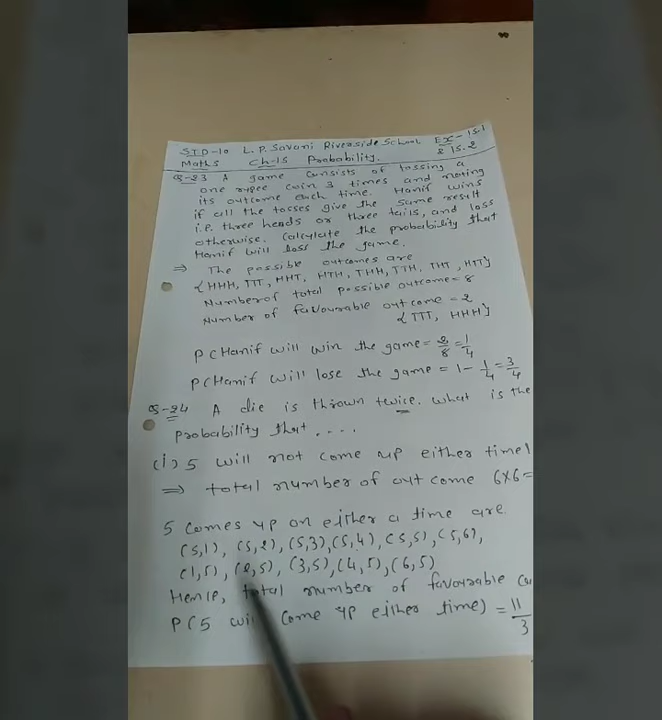 STD-10 L.P. Savani Riverside School Ex-15.1
Maths Ch-15 Probability. & 15.2
Q-23 A game consists of tossing a
one rupee coin 3 times and noting
its outcome each time. Hanif wins
if all the tosses give the same result
i.e. three heads or three tails, and loss
otherwise. Calculate the probability that
Hanif will loss the game.
⇒ The possible outcomes are
{HHH, TTT, HHT, HTH, THH, TTH, THT, HTT}
Number of total possible outcome = 8
Number of favourable outcome = 2
{TTT, HHH}
P(Hanif will win the game = 2/8 = 1/4
P(Hanif will lose the game = 1 - 1/4 = 3/4
Q-24 A die is thrown twice. What is the
probability that ....
(i) 5 will not come up either time?
⇒ total number of out come 6×6=
5 comes up on either a time are
(5,1), (5,2), (5,3), (5,4), (5,5), (5,6),
(1,5), (2,5), (3,5), (4,5), (6,5)
Hence, total number of favourable
P(5 will come up either time) = 11/3